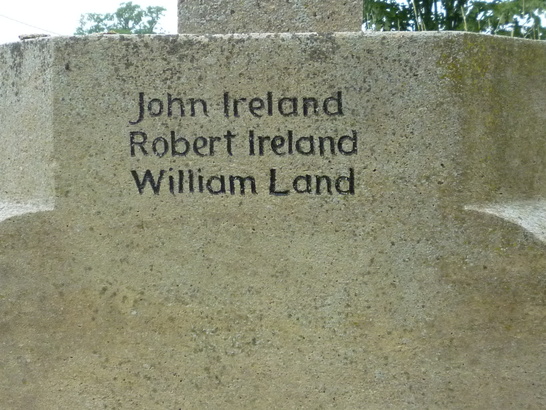 John Ireland
Robert Ireland
William Land